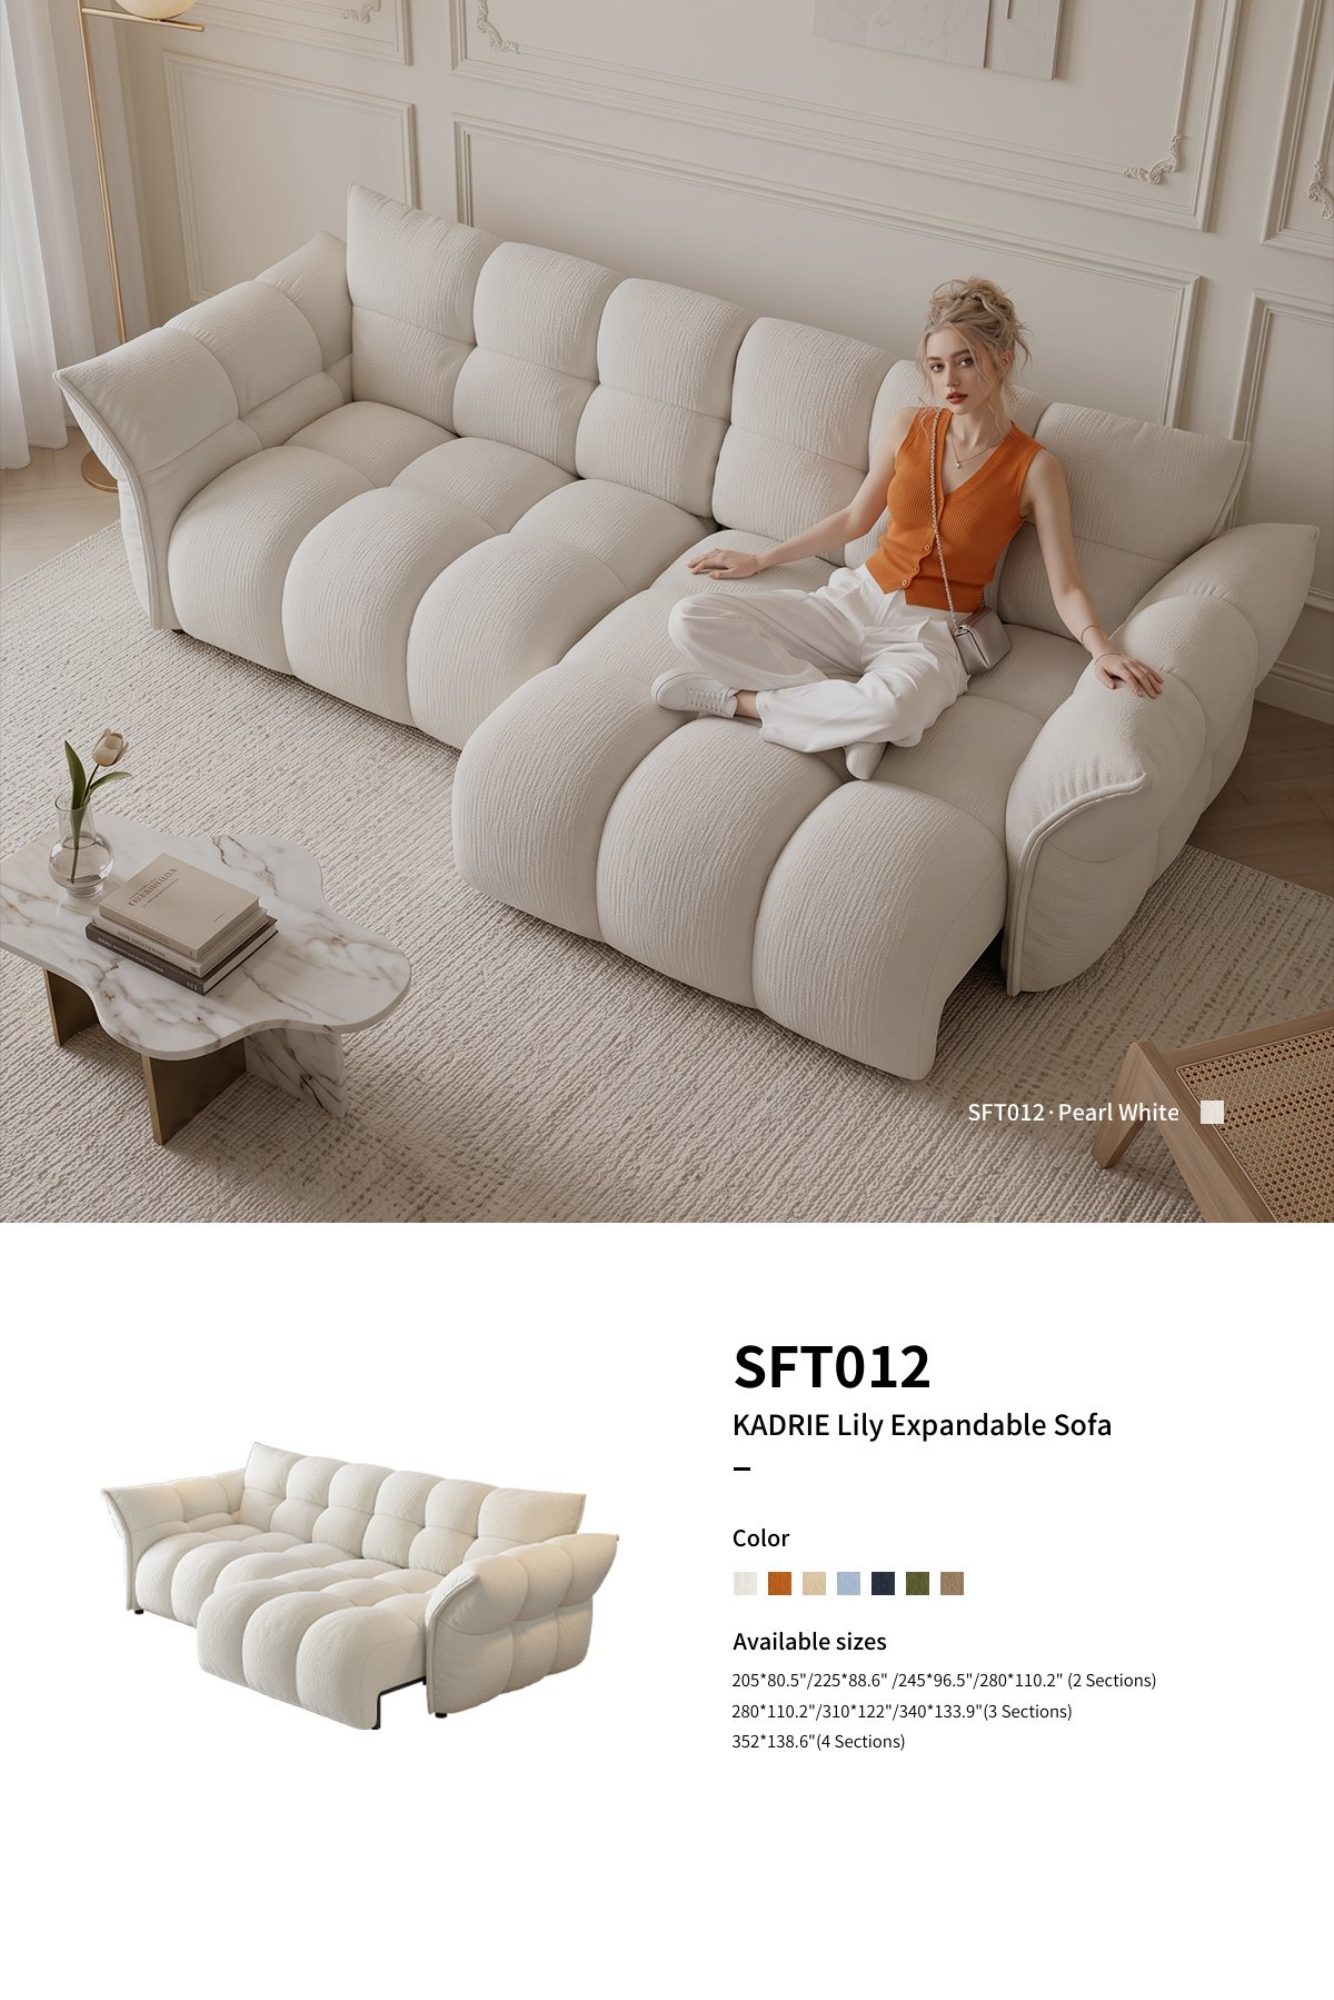 SFT012·Pearl White
SFT012
KADRIE Lily Expandable Sofa
Color
Available sizes
205*80.5"/225*88.6" /245*96.5"/280*110.2" (2 Sections)
280*110.2"/310*122"/340*133.9"(3 Sections)
352*138.6"(4 Sections)